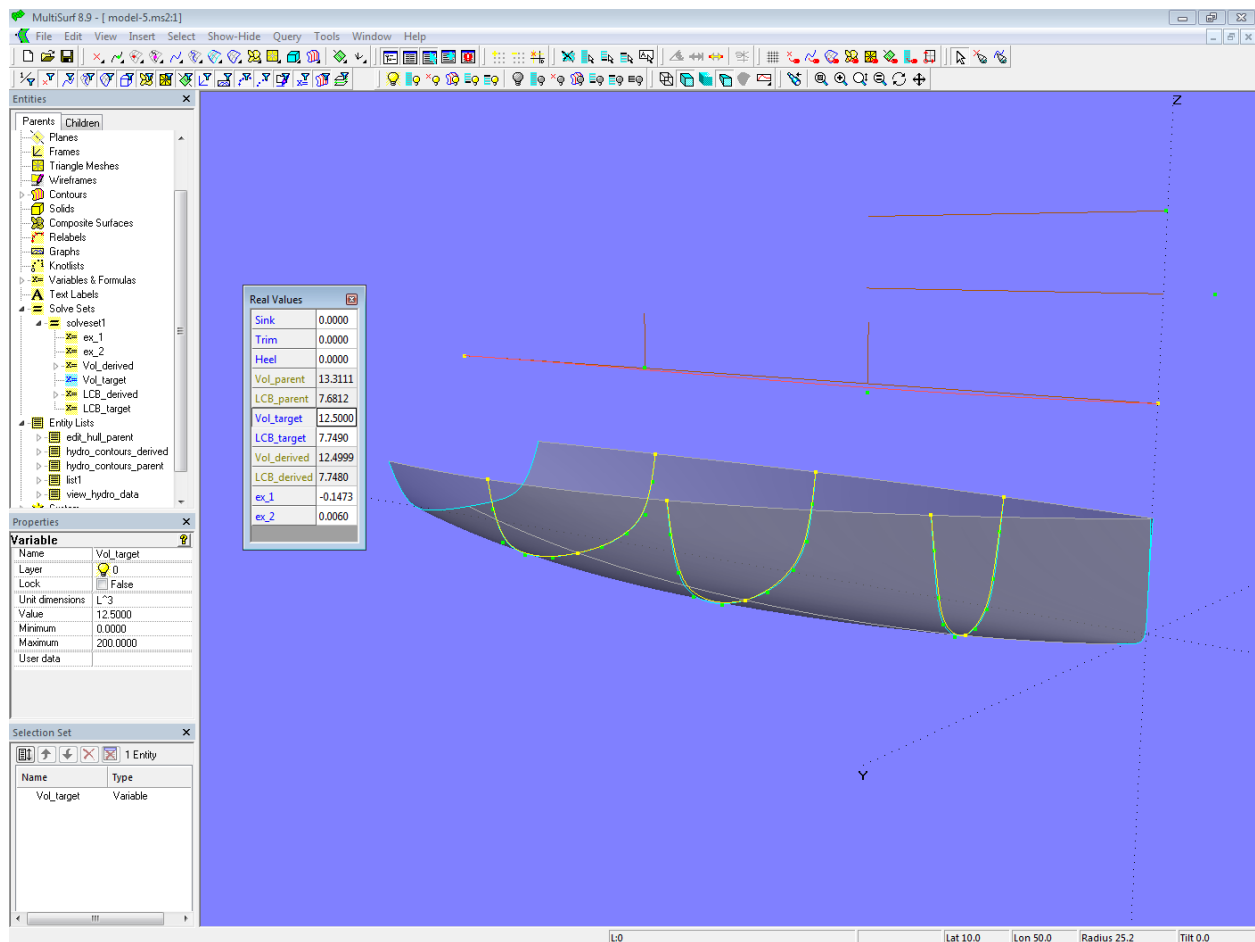 MultiSurf 8.9 - [ model-5.ms2:1]
File Edit View Insert Select Show-Hide Query Tools Window Help
Entities
Parents Children
Planes
Frames
Triangle Meshes
Wireframes
Contours
Solids
Composite Surfaces
Relabels
Graphs
Knotlists
Variables & Formulas
A Text Labels
Solve Sets
solveset1
ex_1
ex_2
Vol_derived
Vol_target
LCB_derived
LCB_target
Entity Lists
edit_hull_parent
hydro_contours_derived
hydro_contours_parent
list1
view_hydro_data
Properties
Variable
Name Vol_target
Layer 0
Lock False
Unit dimensions L^3
Value 12.5000
Minimum 0.0000
Maximum 200.0000
User data
Selection Set
1 Entity
Name Type
Vol_target Variable
Real Values
Sink 0.0000
Trim 0.0000
Heel 0.0000
Vol_parent 13.3111
LCB_parent 7.6812
Vol_target 12.5000
LCB_target 7.7490
Vol_derived 12.4999
LCB_derived 7.7480
ex_1 -0.1473
ex_2 0.0060
Z
Y
L:0 Lat 10.0 Lon 50.0 Radius 25.2 Tilt 0.0